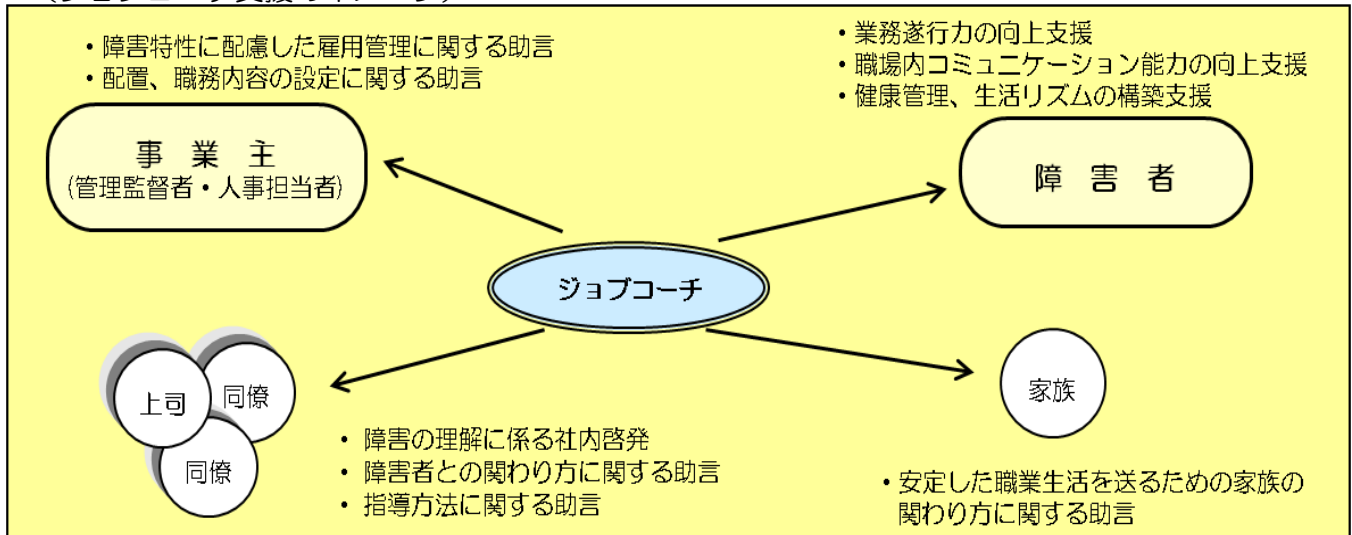 ・障害特性に配慮した雇用管理に関する助言
・配置、職務内容の設定に関する助言
事業主
(管理監督者・人事担当者)
・業務遂行力の向上支援
・職場内コミュニケーション能力の向上支援
・健康管理、生活リズムの構築支援
障害者
ジョブコーチ
上司
同僚
同僚
・障害の理解に係る社内啓発
・障害者との関わり方に関する助言
・指導方法に関する助言
家族
・安定した職業生活を送るための家族の
関わり方に関する助言